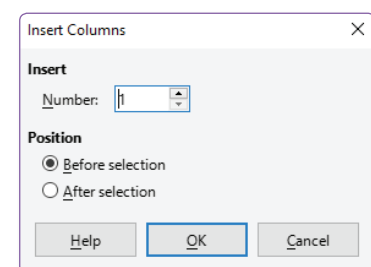 Insert Columns
Insert
Number: 1
Position
Before selection
After selection
Help OK Cancel